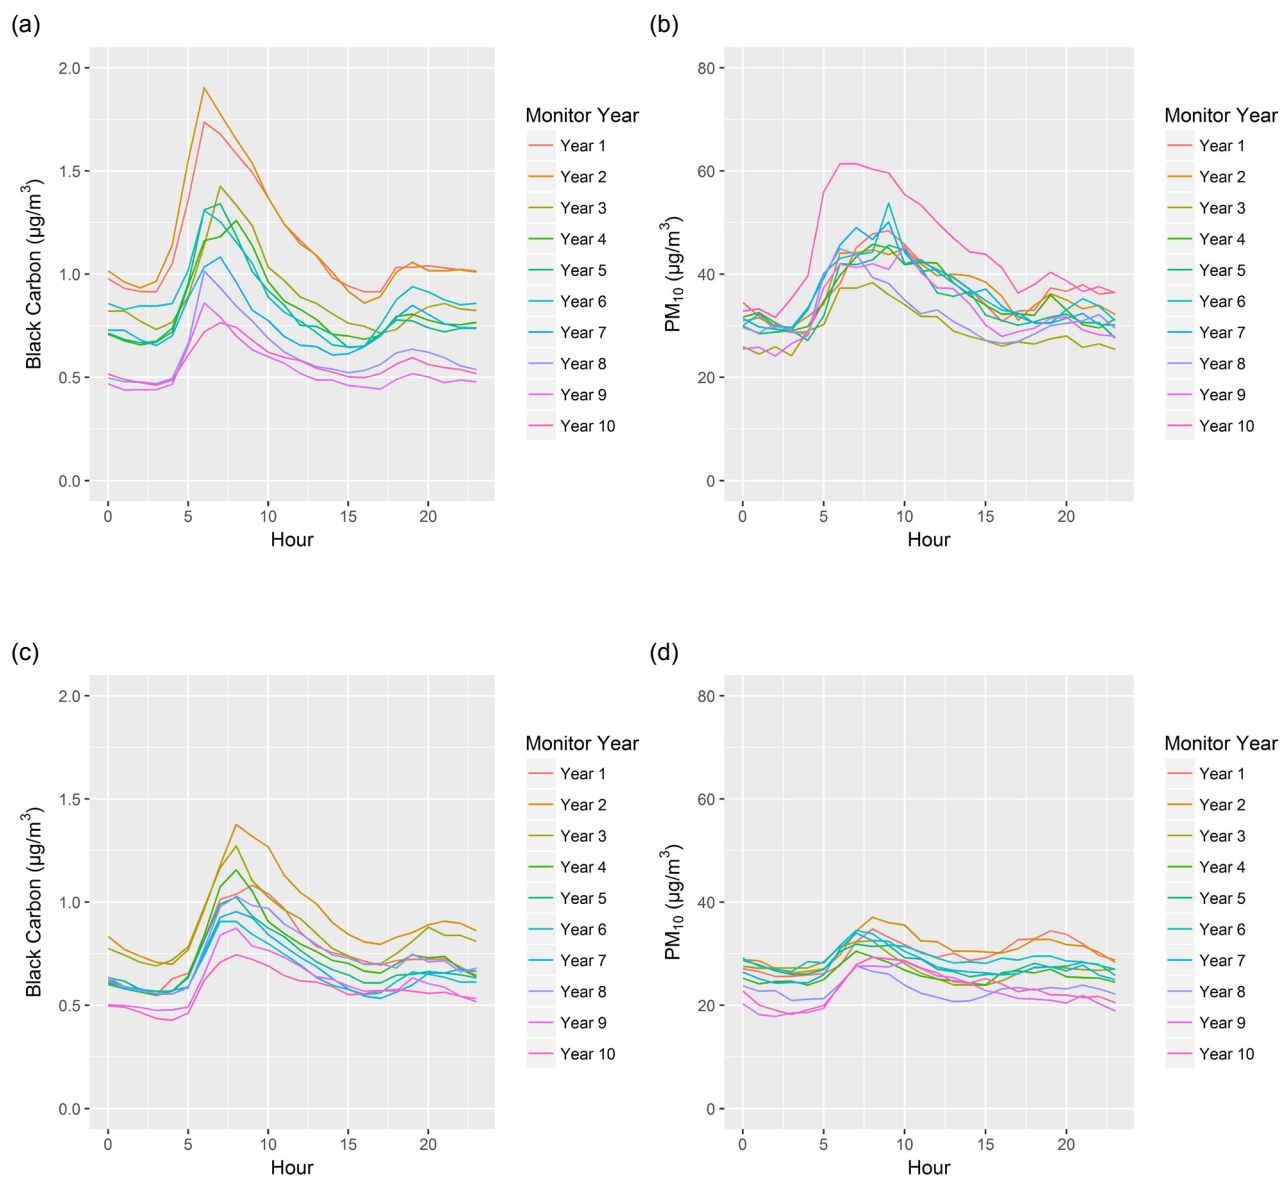 (a)
Black Carbon (µg/m³)
2.0
1.5
1.0
0.5
0.0
0 5 10 15 20
Hour
Monitor Year
Year 1
Year 2
Year 3
Year 4
Year 5
Year 6
Year 7
Year 8
Year 9
Year 10
(b)
PM₁₀ (µg/m³)
80
60
40
20
0
0 5 10 15 20
Hour
Monitor Year
Year 1
Year 2
Year 3
Year 4
Year 5
Year 6
Year 7
Year 8
Year 9
Year 10
(c)
Black Carbon (µg/m³)
2.0
1.5
1.0
0.5
0.0
0 5 10 15 20
Hour
Monitor Year
Year 1
Year 2
Year 3
Year 4
Year 5
Year 6
Year 7
Year 8
Year 9
Year 10
(d)
PM₁₀ (µg/m³)
80
60
40
20
0
0 5 10 15 20
Hour
Monitor Year
Year 1
Year 2
Year 3
Year 4
Year 5
Year 6
Year 7
Year 8
Year 9
Year 10